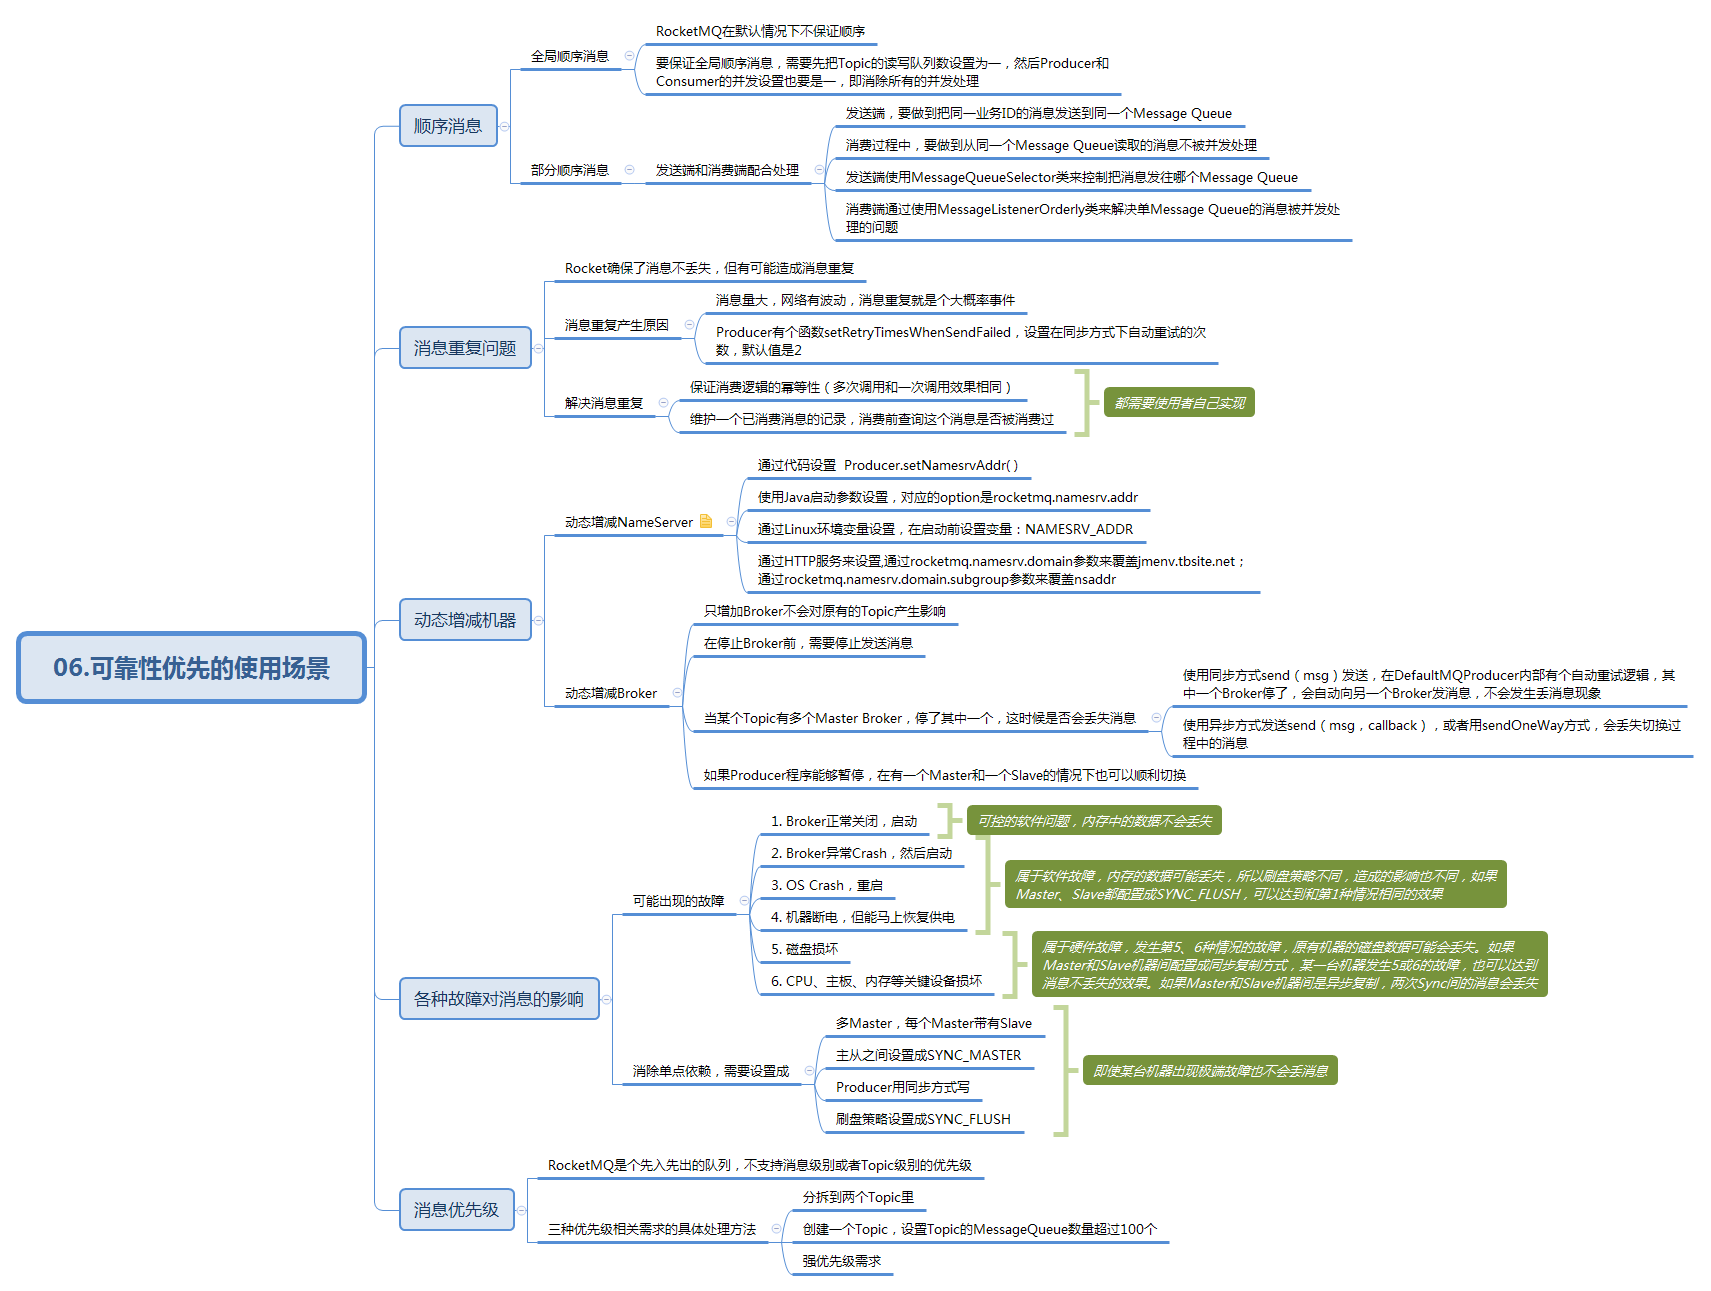 06.可靠性优先的使用场景
顺序消息
全局顺序消息
RocketMQ在默认情况下不保证顺序
要保证全局顺序消息，需要先把Topic的读写队列数设置为一，然后Producer和
Consumer的并发设置也要是一，即消除所有的并发处理
部分顺序消息
发送端和消费端配合处理
发送端，要做到把同一业务ID的消息发送到同一个Message Queue
消费过程中，要做到从同一个Message Queue读取的消息不被并发处理
发送端使用MessageQueueSelector类来控制把消息发往哪个Message Queue
消费端通过使用MessageListenerOrderly类来解决单Message Queue的消息被并发处
理的问题
消息重复问题
Rocket确保了消息不丢失，但有可能造成消息重复
消息重复产生原因
消息量大，网络有波动，消息重复就是个大概率事件
Producer有个函数setRetryTimesWhenSendFailed，设置在同步方式下自动重试的次
数，默认值是2
解决消息重复
保证消费逻辑的幂等性（多次调用和一次调用效果相同）
维护一个已消费消息的记录，消费前查询这个消息是否被消费过
都需要使用者自己实现
动态增减机器
动态增减NameServer
通过代码设置  Producer.setNamesrvAddr( )
使用Java启动参数设置，对应的option是rocketmq.namesrv.addr
通过Linux环境变量设置，在启动前设置变量：NAMESRV_ADDR
通过HTTP服务来设置,通过rocketmq.namesrv.domain参数来覆盖jmenv.tbsite.net；
通过rocketmq.namesrv.domain.subgroup参数来覆盖nsaddr
动态增减Broker
只增加Broker不会对原有的Topic产生影响
在停止Broker前，需要停止发送消息
当某个Topic有多个Master Broker，停了其中一个，这时候是否会丢失消息
使用同步方式send（msg）发送，在DefaultMQProducer内部有个自动重试逻辑，其
中一个Broker停了，会自动向另一个Broker发消息，不会发生丢消息现象
使用异步方式发送send（msg，callback），或者用sendOneWay方式，会丢失切换过
程中的消息
如果Producer程序能够暂停，在有一个Master和一个Slave的情况下也可以顺利切换
各种故障对消息的影响
可能出现的故障
1. Broker正常关闭，启动
可控的软件问题，内存中的数据不会丢失
2. Broker异常Crash，然后启动
3. OS Crash，重启
4. 机器断电，但能马上恢复供电
属于软件故障，内存的数据可能丢失，所以刷盘策略不同，造成的影响也不同，如果
Master、Slave都配置成SYNC_FLUSH，可以达到和第1种情况相同的效果
5. 磁盘损坏
6. CPU、主板、内存等关键设备损坏
属于硬件故障，发生第5、6种情况的故障，原有机器的磁盘数据可能会丢失。如果
Master和Slave机器间配置成同步复制方式，某一台机器发生5或6的故障，也可以达到
消息不丢失的效果。如果Master和Slave机器间是异步复制，两次Sync间的消息会丢失
消除单点依赖，需要设置成
多Master，每个Master带有Slave
主从之间设置成SYNC_MASTER
Producer用同步方式写
刷盘策略设置成SYNC_FLUSH
即使某台机器出现极端故障也不会丢消息
消息优先级
RocketMQ是个先入先出的队列，不支持消息级别或者Topic级别的优先级
三种优先级相关需求的具体处理方法
分拆到两个Topic里
创建一个Topic，设置Topic的MessageQueue数量超过100个
强优先级需求